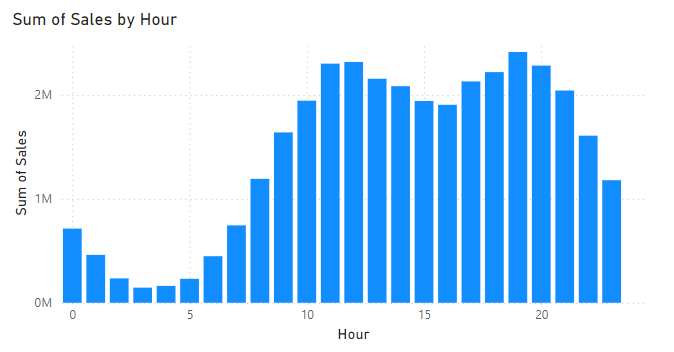 Sum of Sales by Hour
2M
1M
0M
Sum of Sales
0 5 10 15 20
Hour